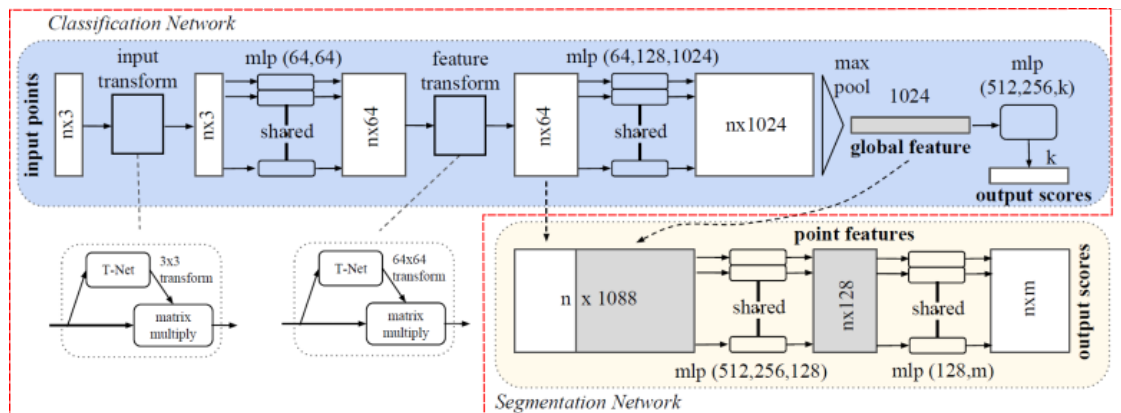 Classification Network
input points
nx3
input
transform
nx3
mlp (64,64)
shared
nx64
feature
transform
nx64
mlp (64,128,1024)
shared
nx1024
max
pool
1024
global feature
mlp
(512,256,k)
k
output scores
T-Net
3x3
transform
matrix
multiply
T-Net
64x64
transform
matrix
multiply
point features
n x 1088
shared
mlp (512,256,128)
nx128
shared
mlp (128,m)
nxm
output scores
Segmentation Network